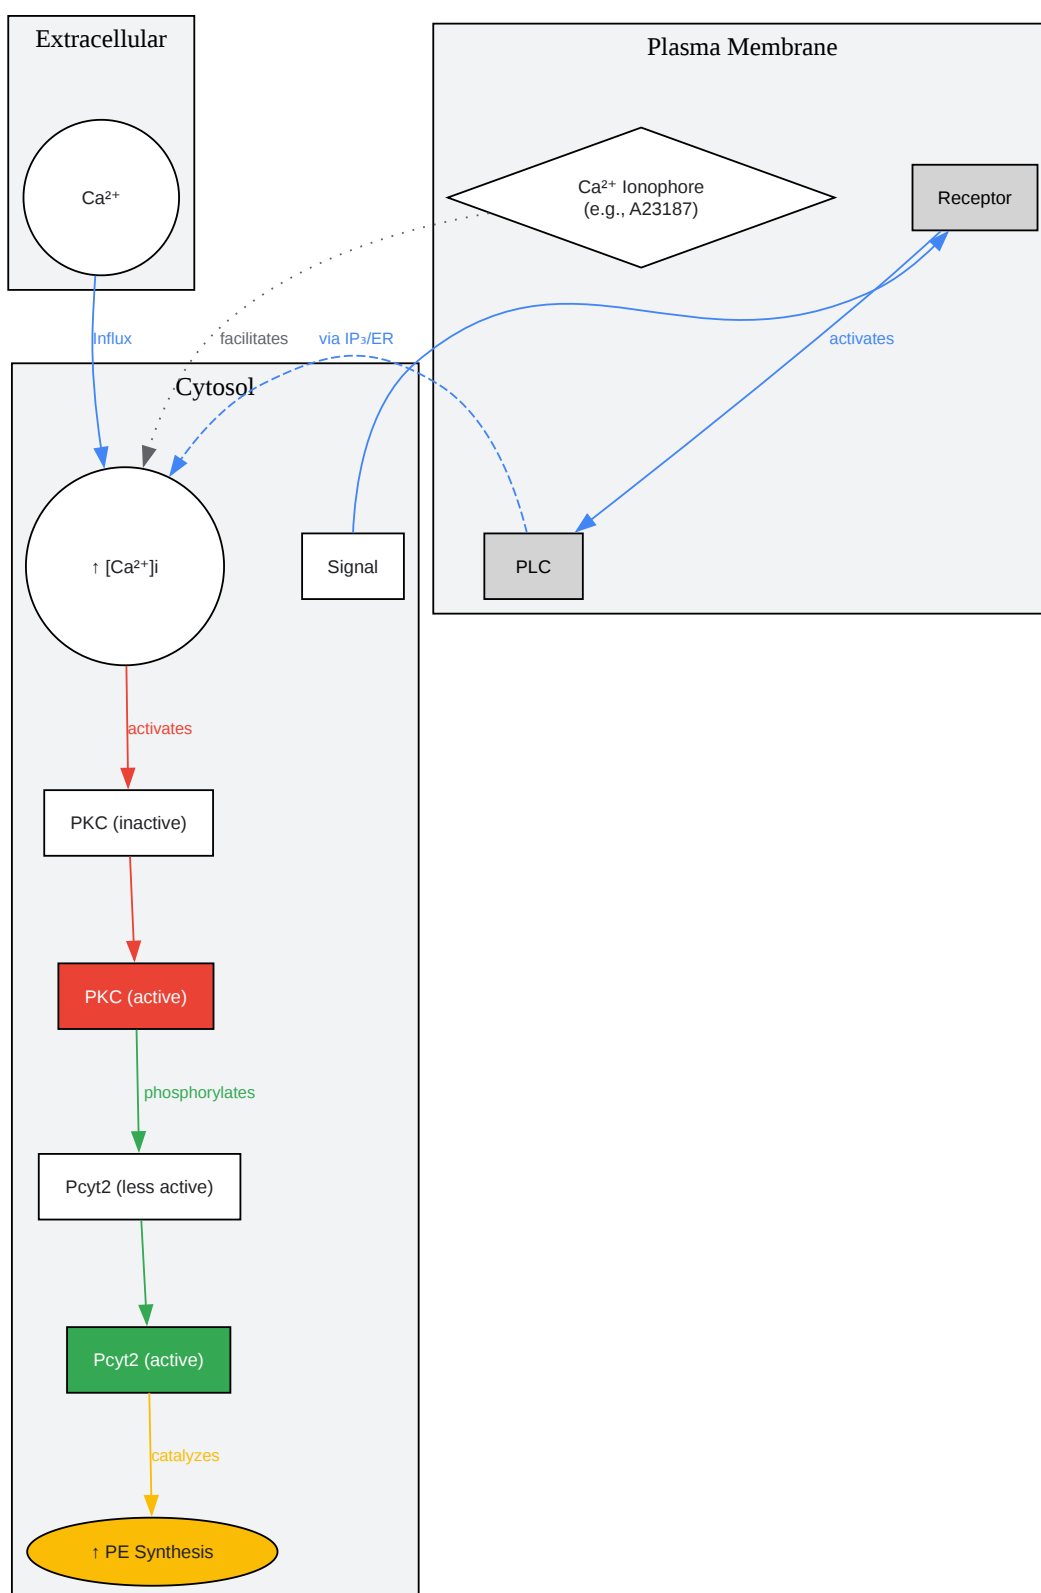 Extracellular
Plasma Membrane
Ca²⁺
Ca²⁺ Ionophore
(e.g., A23187)
Receptor
Influx
facilitates
via IP₃/ER
activates
Cytosol
↑ [Ca²⁺]i
Signal
PLC
activates
PKC (inactive)
PKC (active)
phosphorylates
Pcyt2 (less active)
Pcyt2 (active)
catalyzes
↑ PE Synthesis